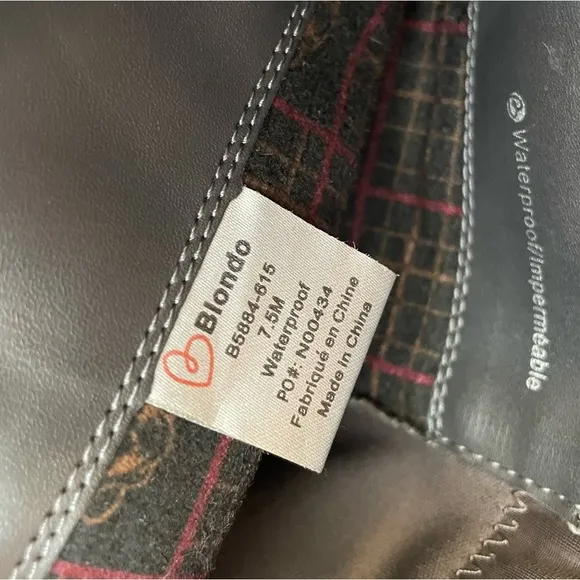 Blondo
B5884-615
7.5M
Waterproof
PO#: N00434
Fabriqué en Chine
Made in China
Waterproof/Imperméable